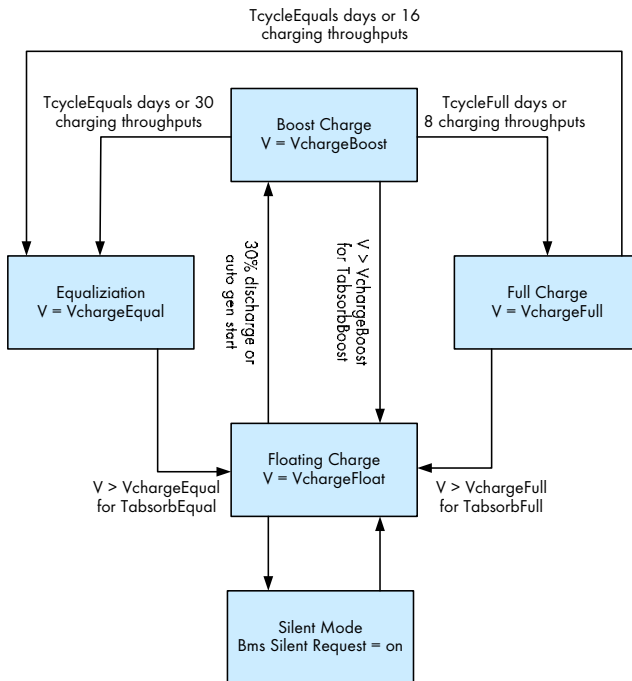 TcycleEquals days or 16
charging throughputs
TcycleEquals days or 30
charging throughputs
Boost Charge
V = VchargeBoost
TcycleFull days or
8 charging throughputs
30% discharge or
auto gen start
V > VchargeBoost
for TabsorbBoost
Equaliziation
V = VchargeEqual
Full Charge
V = VchargeFull
Floating Charge
V = VchargeFloat
V > VchargeEqual
for TabsorbEqual
V > VchargeFull
for TabsorbFull
Silent Mode
Bms Silent Request = on